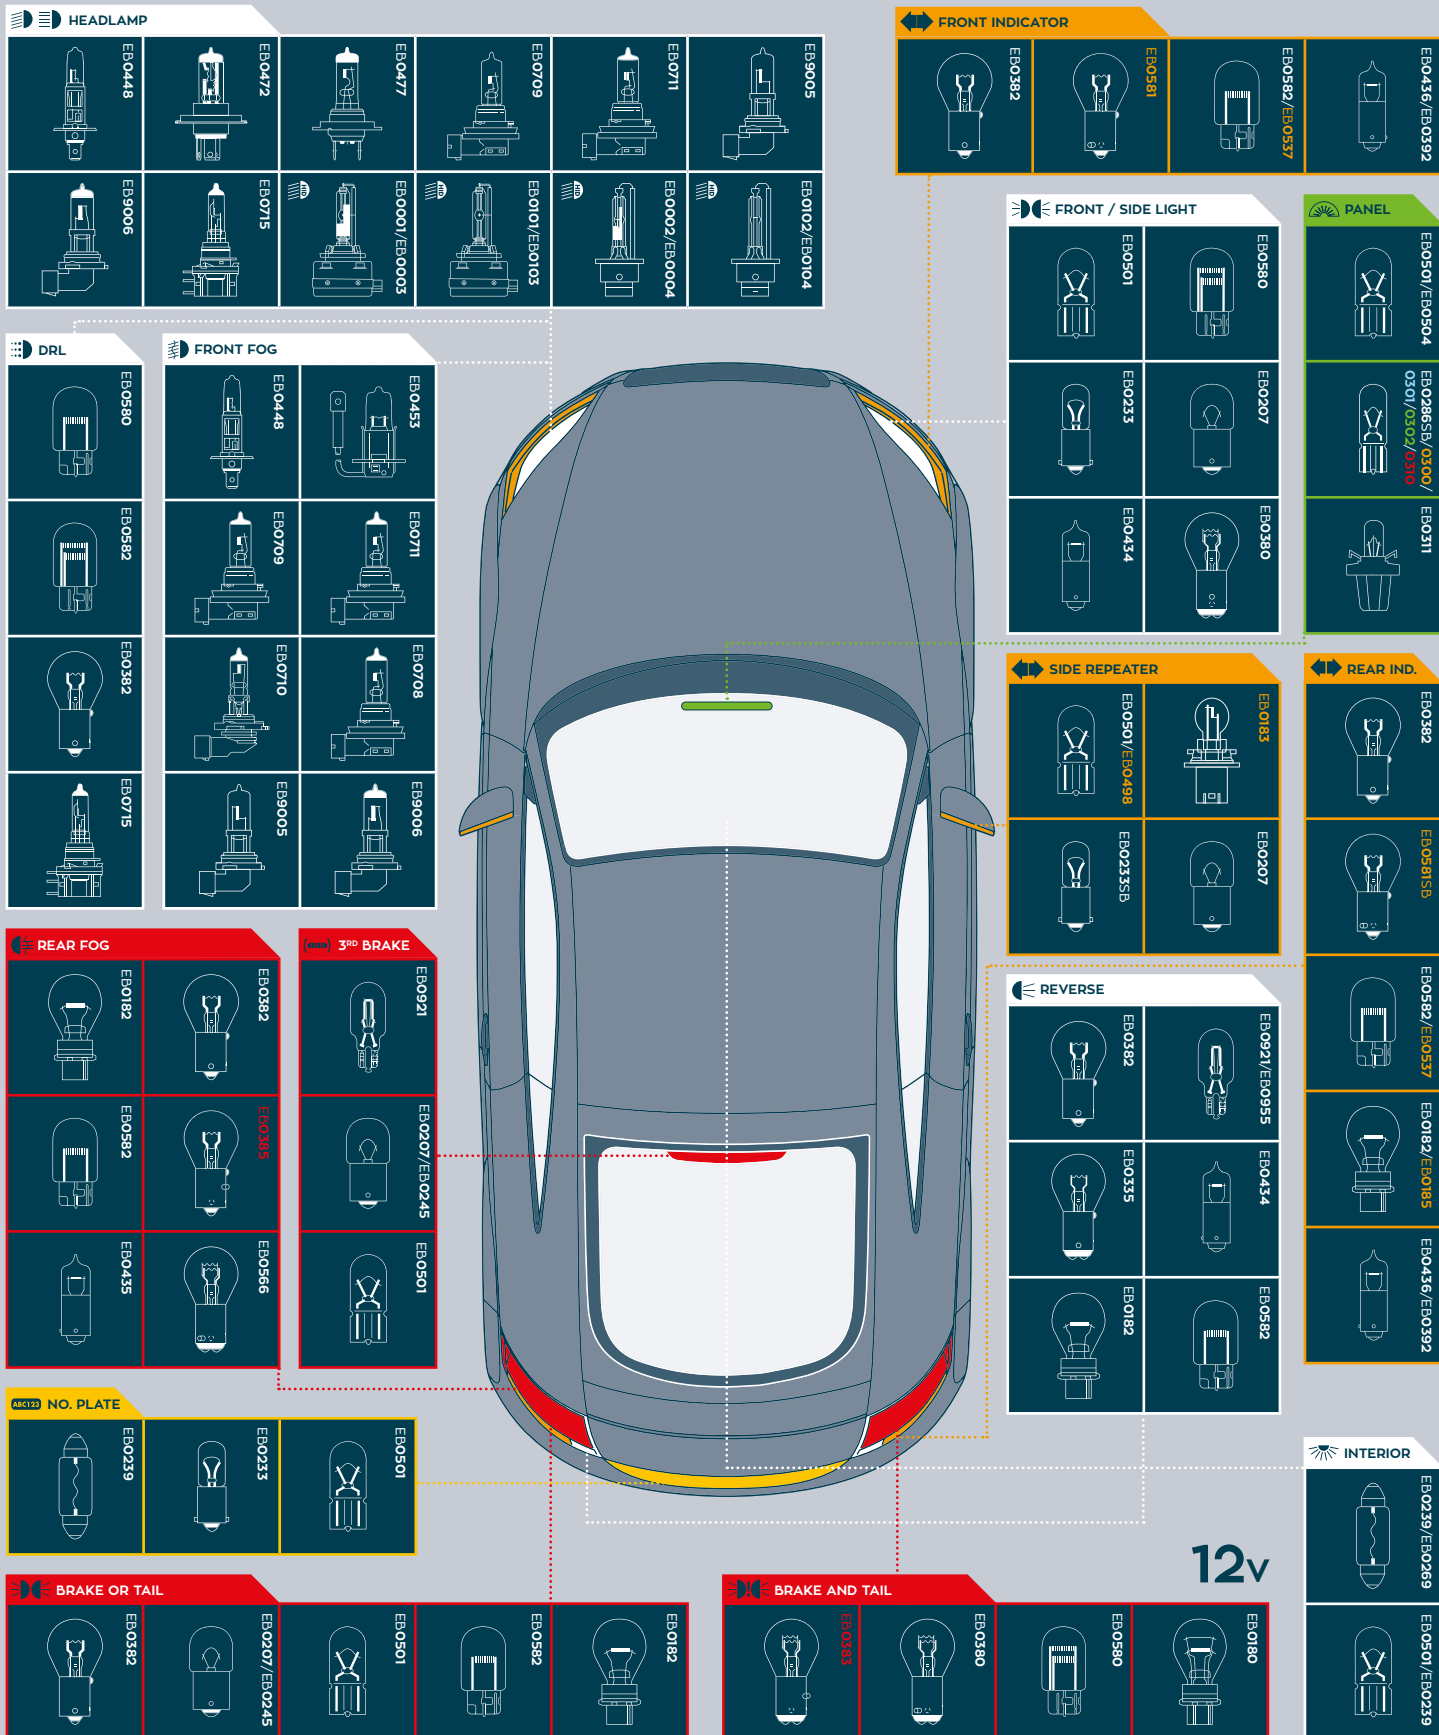 HEADLAMP
EB0448
EB0472
EB0477
EB0709
EB0711
EB9005
EB9006
EB0715
EB0001/EB0003
EB0101/EB0103
EB0002/EB0004
EB0102/EB0104
FRONT INDICATOR
EB0382
EB0581
EB0582/EB0537
EB0436/EB0392
FRONT / SIDE LIGHT
EB0501
EB0580
EB0233
EB0207
EB0434
EB0380
PANEL
EB0501/EB0504
EB0286SB/0300/
0301/0302/0310
EB0311
DRL
EB0580
EB0582
EB0382
EB0715
FRONT FOG
EB0448
EB0453
EB0709
EB0711
EB0710
EB0708
EB9005
EB9006
SIDE REPEATER
EB0501/EB0498
EB0183
EB0233SB
EB0207
REAR IND.
EB0382
EB0581SB
EB0582/EB0537
EB0182/EB0185
EB0436/EB0392
REAR FOG
EB0182
EB0382
EB0582
EB0385
EB0435
EB0566
3RD BRAKE
EB0921
EB0207/EB0245
EB0501
REVERSE
EB0382
EB0921/EB0955
EB0335
EB0434
EB0182
EB0582
ABC123 NO. PLATE
EB0239
EB0233
EB0501
INTERIOR
EB0239/EB0269
EB0501/EB0239
12v
BRAKE OR TAIL
EB0382
EB0207/EB0245
EB0501
EB0582
EB0182
BRAKE AND TAIL
EB0383
EB0380
EB0580
EB0180